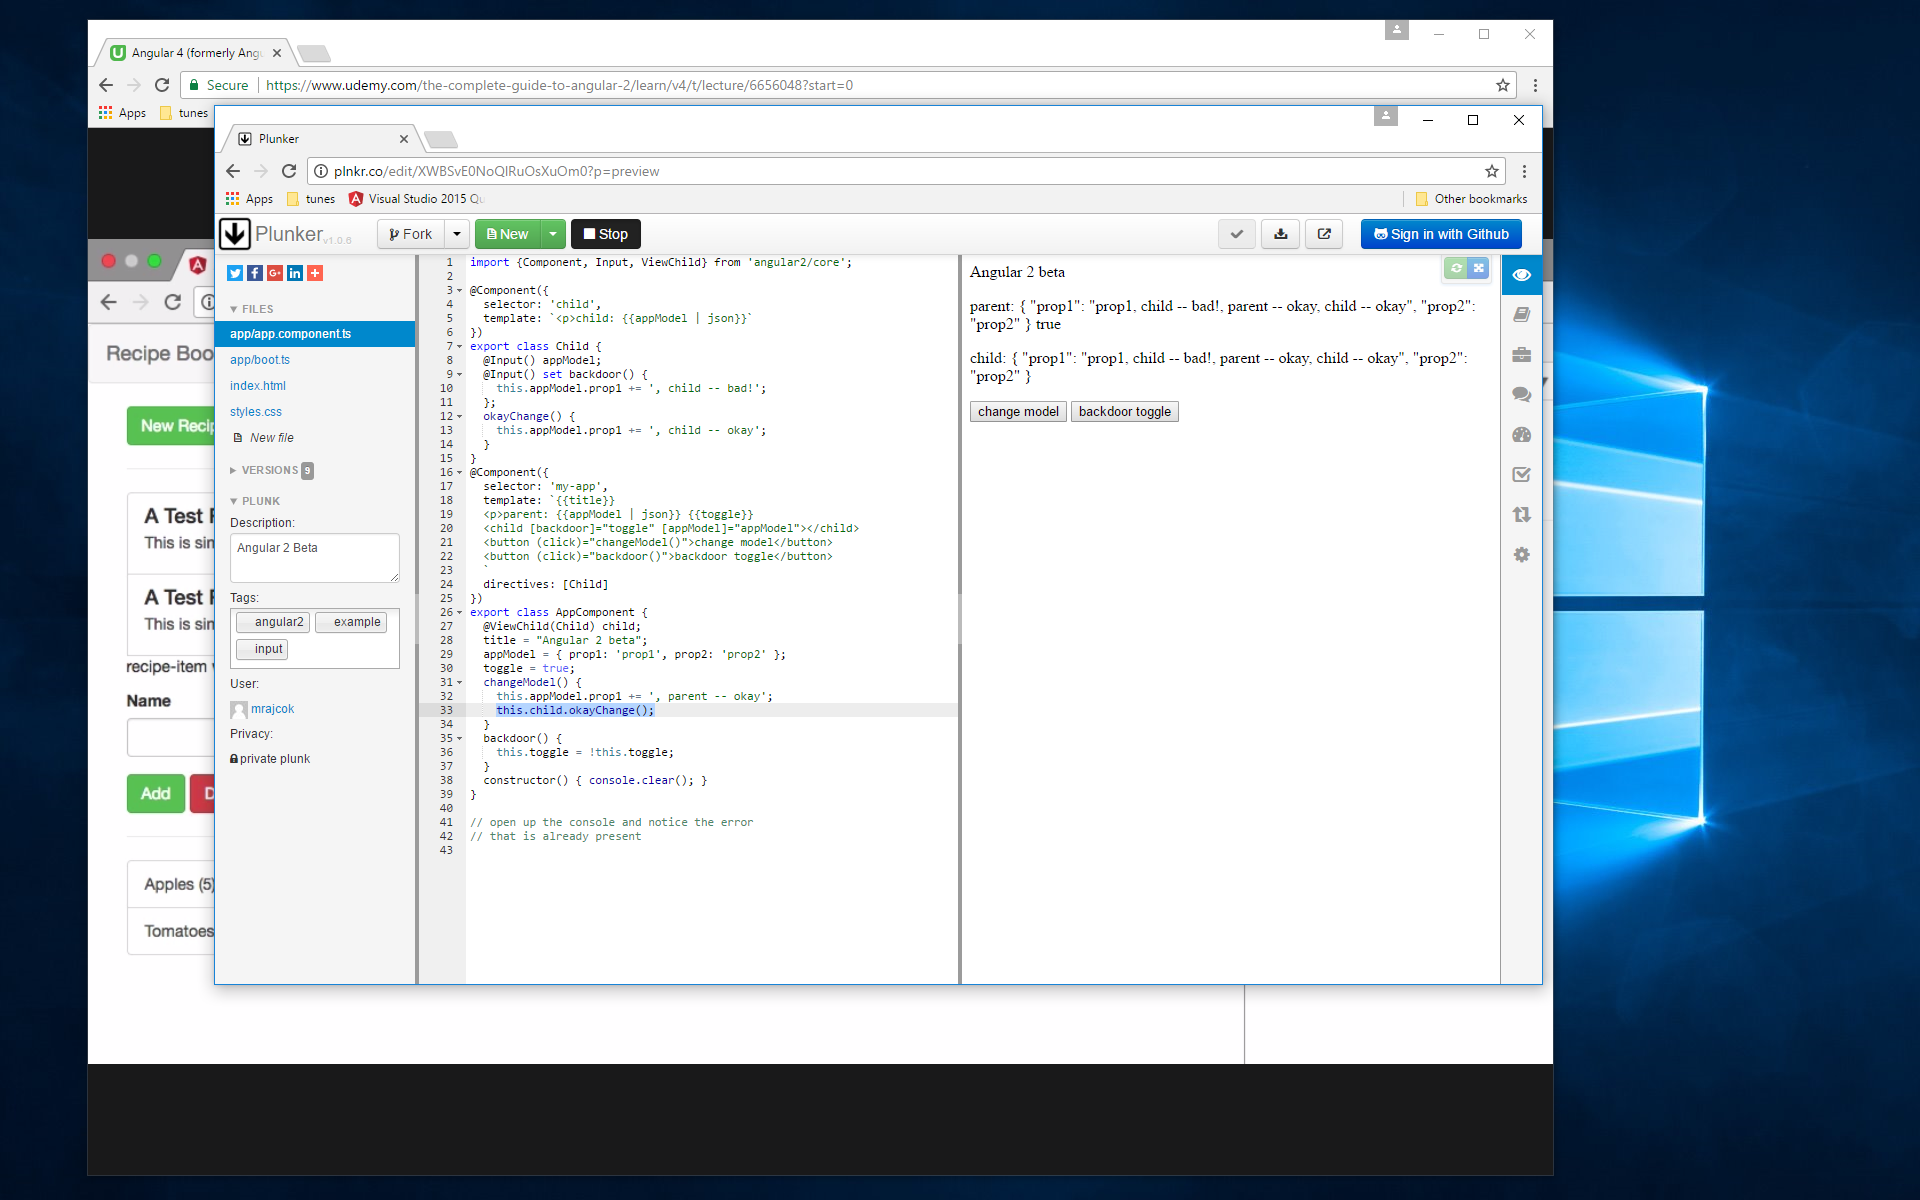 Angular 4 (formerly Angu
Secure
https://www.udemy.com/the-complete-guide-to-angular-2/learn/v4/t/lecture/6656048?start=0
Apps
tunes
Plunker
plnkr.co/edit/XWBSvE0NoQlRuOsXuOm0?p=preview
Apps
tunes
Visual Studio 2015 Qu
Other bookmarks
Plunker v1.0.6
Fork
New
Stop
Sign in with Github
FILES
app/app.component.ts
app/boot.ts
index.html
styles.css
New file
VERSIONS 9
PLUNK
Description:
Angular 2 Beta
Tags:
angular2
example
input
User:
mrajcok
Privacy:
private plunk
1 import {Component, Input, ViewChild} from 'angular2/core';
2
3 @Component({
4 selector: 'child',
5 template: `<p>child: {{appModel | json}}`
6 })
7 export class Child {
8 @Input() appModel;
9 @Input() set backdoor() {
10 this.appModel.prop1 += ', child -- bad!';
11 };
12 okayChange() {
13 this.appModel.prop1 += ', child -- okay';
14 }
15 }
16 @Component({
17 selector: 'my-app',
18 template: `{{title}}
19 <p>parent: {{appModel | json}} {{toggle}}
20 <child [backdoor]="toggle" [appModel]="appModel"></child>
21 <button (click)="changeModel()">change model</button>
22 <button (click)="backdoor()">backdoor toggle</button>
23 `
24 directives: [Child]
25 })
26 export class AppComponent {
27 @ViewChild(Child) child;
28 title = "Angular 2 beta";
29 appModel = { prop1: 'prop1', prop2: 'prop2' };
30 toggle = true;
31 changeModel() {
32 this.appModel.prop1 += ', parent -- okay';
33 this.child.okayChange();
34 }
35 backdoor() {
36 this.toggle = !this.toggle;
37 }
38 constructor() { console.clear(); }
39 }
40
41 // open up the console and notice the error
42 // that is already present
43
Angular 2 beta
parent: { "prop1": "prop1, child -- bad!, parent -- okay, child -- okay", "prop2":
"prop2" } true
child: { "prop1": "prop1, child -- bad!, parent -- okay, child -- okay", "prop2":
"prop2" }
change model
backdoor toggle
Recipe Boo
New Recip
A Test
This is sin
A Test
This is sin
recipe-item
Name
Add
D
Apples (5)
Tomatoes